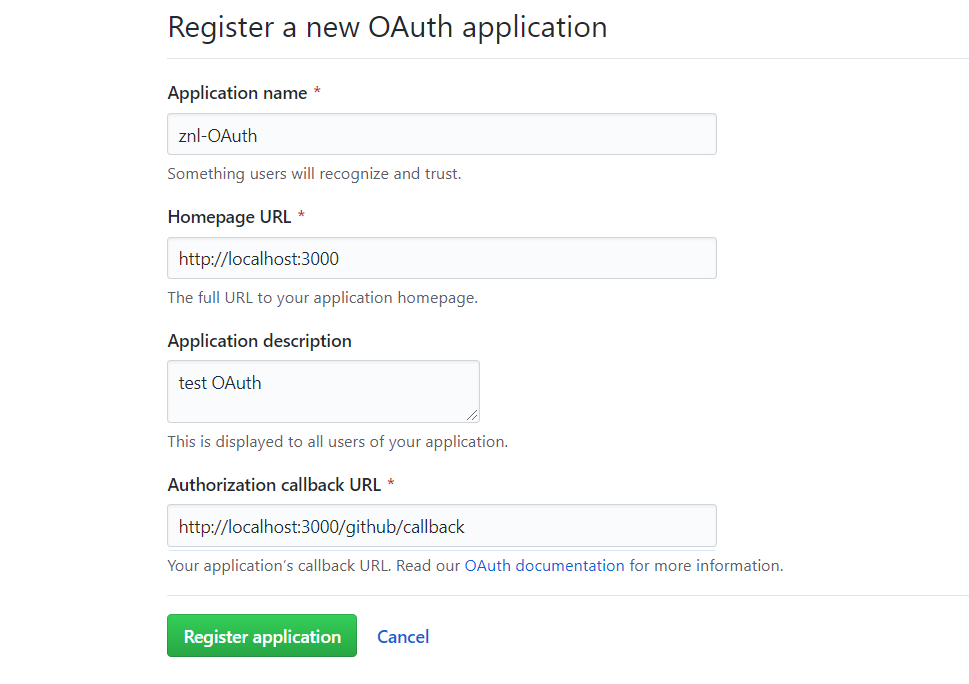 Register a new OAuth application
Application name *
znl-OAuth
Something users will recognize and trust.
Homepage URL *
http://localhost:3000
The full URL to your application homepage.
Application description
test OAuth
This is displayed to all users of your application.
Authorization callback URL *
http://localhost:3000/github/callback
Your application’s callback URL. Read our OAuth documentation for more information.
Register application Cancel